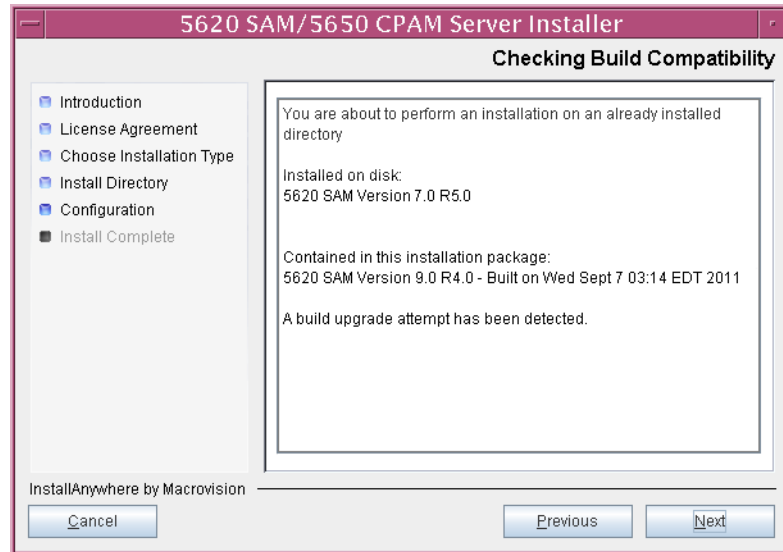 5620 SAM/5650 CPAM Server Installer
Checking Build Compatibility
Introduction
License Agreement
Choose Installation Type
Install Directory
Configuration
Install Complete
You are about to perform an installation on an already installed
directory
Installed on disk:
5620 SAM Version 7.0 R5.0
Contained in this installation package:
5620 SAM Version 9.0 R4.0 - Built on Wed Sept 7 03:14 EDT 2011
A build upgrade attempt has been detected.
InstallAnywhere by Macrovision
Cancel
Previous
Next